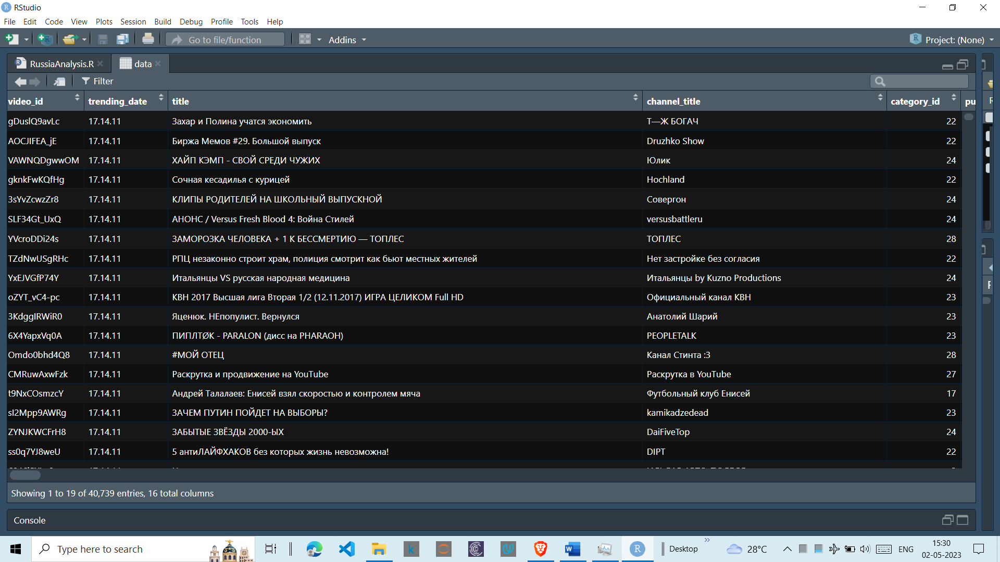 RStudio
File Edit Code View Plots Session Build Debug Profile Tools Help
Go to file/function Addins Project: (None)
RussiaAnalysis.R data
Filter
video_id trending_date title channel_title category_id pu
gDuslQ9avLc 17.14.11 Захар и Полина учатся экономить Т—Ж БОГАЧ 22
AOCJIFEA_jE 17.14.11 Биржа Мемов #29. Большой выпуск Druzhko Show 22
VAWNQDgwwOM 17.14.11 ХАЙП КЭМП - СВОЙ СРЕДИ ЧУЖИХ Юлик 24
gknkFwKQfHg 17.14.11 Сочная кесадилья с курицей Hochland 22
3sYvZcwzZr8 17.14.11 КЛИПЫ РОДИТЕЛЕЙ НА ШКОЛЬНЫЙ ВЫПУСКНОЙ Совергон 24
SLF34Gt_UxQ 17.14.11 АНОНС / Versus Fresh Blood 4: Война Стилей versusbattleru 24
YVcroDDi24s 17.14.11 ЗАМОРОЗКА ЧЕЛОВЕКА + 1 К БЕССМЕРТИЮ — ТОПЛЕС ТОПЛЕС 28
TZdNwUSgRHc 17.14.11 РПЦ незаконно строит храм, полиция смотрит как бьют местных жителей Нет застройке без согласия 22
YxEJVGfP74Y 17.14.11 Итальянцы VS русская народная медицина Итальянцы by Kuzno Productions 24
oZYT_vC4-pc 17.14.11 КВН 2017 Высшая лига Вторая 1/2 (12.11.2017) ИГРА ЦЕЛИКОМ Full HD Официальный канал КВН 23
3KdggIRWiR0 17.14.11 Яценюк. НЕпопулист. Вернулся Анатолий Шарий 23
6X4YapxVq0A 17.14.11 ПИПЛТØК - PARALON (дисс на PHARAOH) PEOPLETALK 23
Omdo0bhd4Q8 17.14.11 #МОЙ ОТЕЦ Канал Стинта :3 28
CMRuwAxwFzk 17.14.11 Раскрутка и продвижение на YouTube Раскрутка в YouTube 27
t9NxCOsmzcY 17.14.11 Андрей Талалаев: Енисей взял скоростью и контролем мяча Футбольный клуб Енисей 17
sI2Mpp9AWRg 17.14.11 ЗАЧЕМ ПУТИН ПОЙДЕТ НА ВЫБОРЫ? kamikadzedead 23
ZYNJKWCFrH8 17.14.11 ЗАБЫТЫЕ ЗВЁЗДЫ 2000-ЫХ DaiFiveTop 24
ss0q7YJ8weU 17.14.11 5 антиЛАЙФХАКОВ без которых жизнь невозможна! DIPT 22
Showing 1 to 19 of 40,739 entries, 16 total columns
Console
Type here to search Desktop 28°C ENG 15:30
02-05-2023